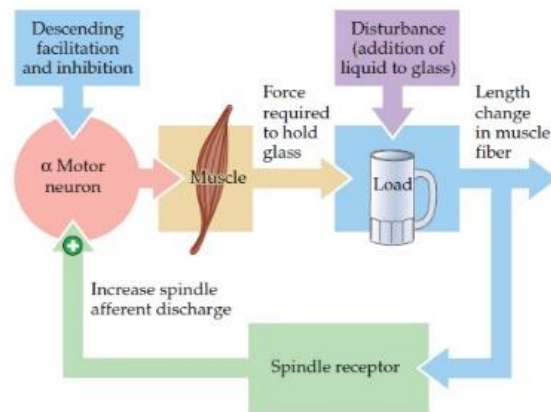 Descending
facilitation
and inhibition
Disturbance
(addition of
liquid to glass)
Force
required
to hold
glass
Length
change
in muscle
fiber
α Motor
neuron
Muscle
Load
+
Increase spindle
afferent discharge
Spindle receptor